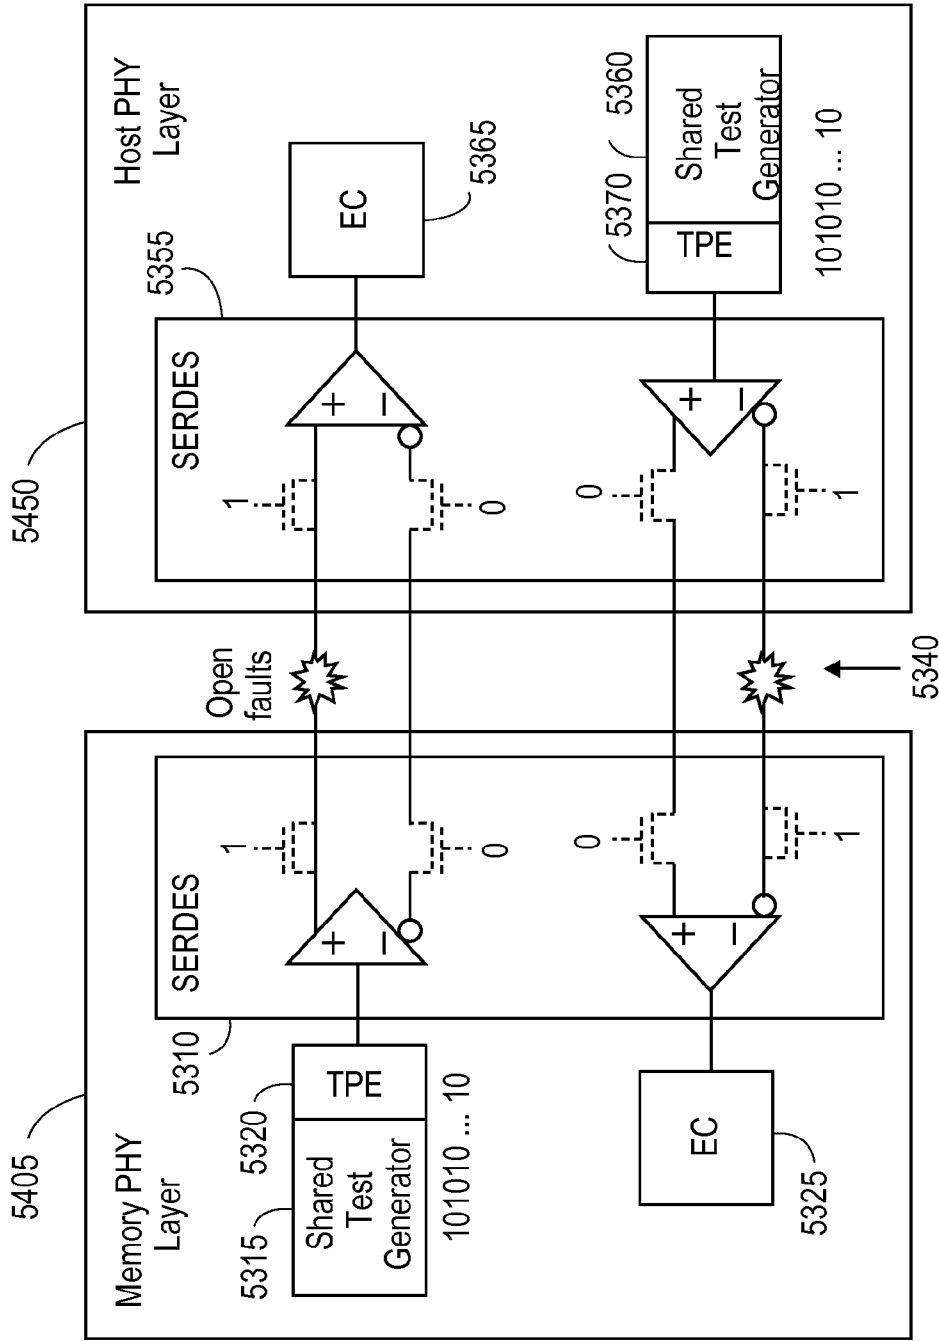 5405
5450
Memory PHY
Layer
Host PHY
Layer
5310
5355
SERDES
SERDES
5315
5320
Open
faults
1
1
Shared
Test
Generator
TPE
+
−
+
−
EC
5365
101010 ... 10
0
0
0
0
5370
5360
EC
+
−
+
−
TPE
Shared
Test
Generator
5325
1
1
101010 ... 10
5340